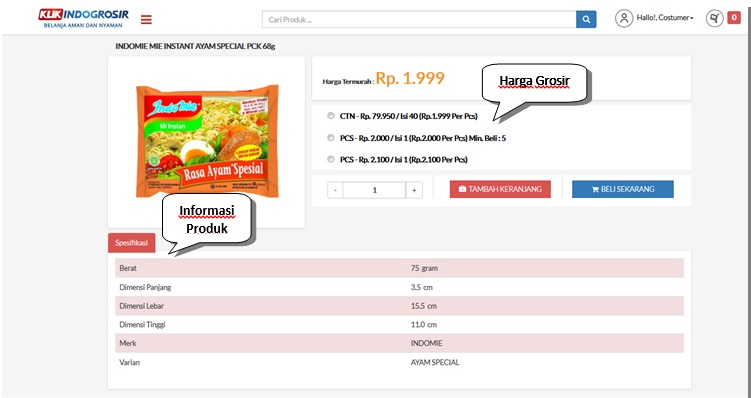 KLIK INDOGROSIR
BELANJA AMAN DAN NYAMAN
Cari Produk ...
Hallo!, Costumer
0
INDOMIE MIE INSTANT AYAM SPECIAL PCK 68g
Indomie
Mi Instan
Rasa Ayam Spesial
Harga Termurah : Rp. 1.999
Harga Grosir
CTN - Rp. 79.950 / Isi 40 (Rp.1.999 Per Pcs)
PCS - Rp. 2.000 / Isi 1 (Rp.2.000 Per Pcs) Min. Beli : 5
PCS - Rp. 2.100 / Isi 1 (Rp.2.100 Per Pcs)
- 1 +
TAMBAH KERANJANG
BELI SEKARANG
Informasi
Produk
Spesifikasi
Berat 75 gram
Dimensi Panjang 3.5 cm
Dimensi Lebar 15.5 cm
Dimensi Tinggi 11.0 cm
Merk INDOMIE
Varian AYAM SPECIAL